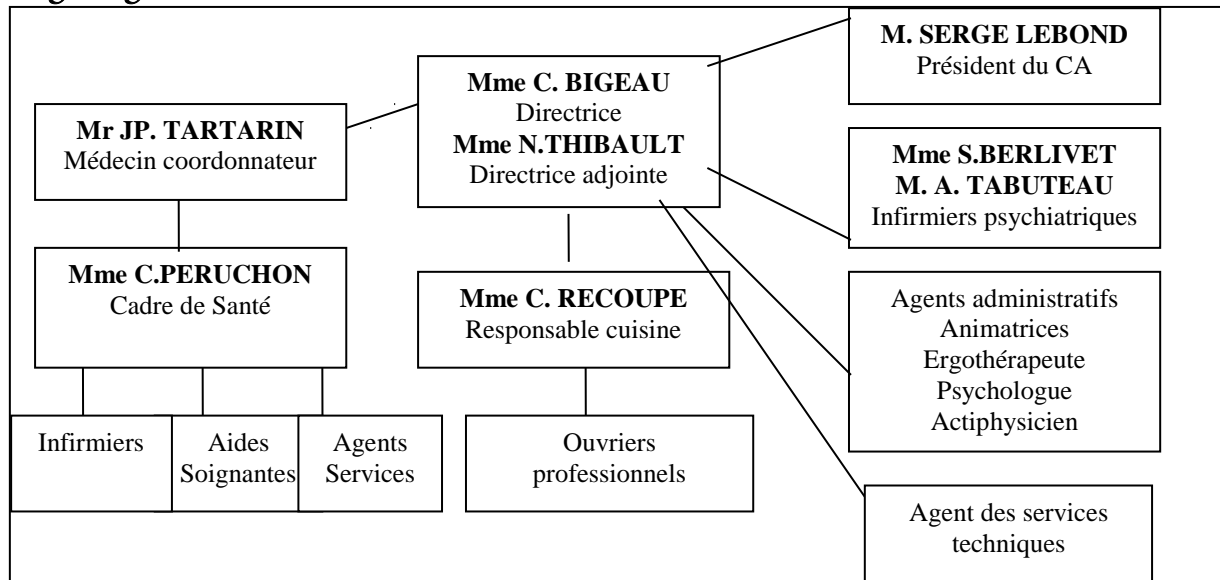 M. SERGE LEBOND
Président du CA
Mme C. BIGEAU
Directrice
Mme N.THIBAULT
Directrice adjointe
Mr JP. TARTARIN
Médecin coordonnateur
Mme S.BERLIVET
M. A. TABUTEAU
Infirmiers psychiatriques
Mme C.PERUCHON
Cadre de Santé
Mme C. RECOUPE
Responsable cuisine
Agents administratifs
Animatrices
Ergothérapeute
Psychologue
Actiphysicien
Infirmiers
Aides
Soignantes
Agents
Services
Ouvriers
professionnels
Agent des services
techniques